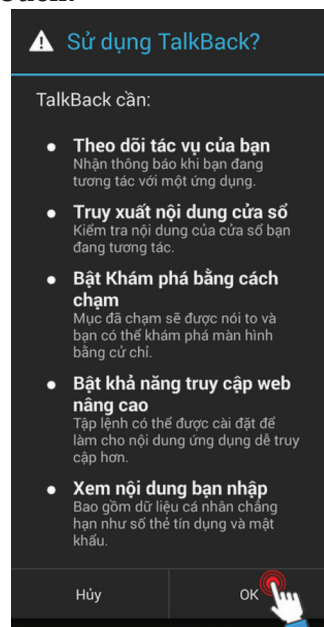 Sử dụng TalkBack?
TalkBack cần:
Theo dõi tác vụ của bạn
Nhận thông báo khi bạn đang
tương tác với một ứng dụng.
Truy xuất nội dung cửa sổ
Kiểm tra nội dung của cửa sổ bạn
đang tương tác.
Bật Khám phá bằng cách
chạm
Mục đã chạm sẽ được nói to và
bạn có thể khám phá màn hình
bằng cử chỉ.
Bật khả năng truy cập web
nâng cao
Tập lệnh có thể được cài đặt để
làm cho nội dung ứng dụng dễ truy
cập hơn.
Xem nội dung bạn nhập
Bao gồm dữ liệu cá nhân chẳng
hạn như số thẻ tín dụng và mật
khẩu.
Hủy
OK